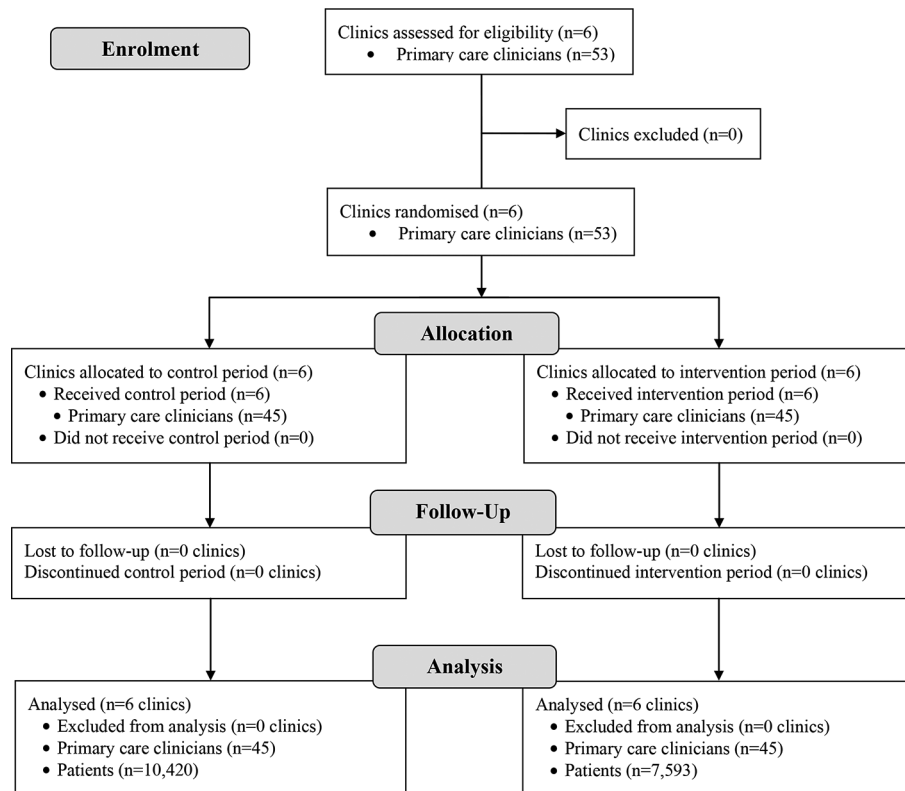 Enrolment
Clinics assessed for eligibility (n=6)
• Primary care clinicians (n=53)
Clinics excluded (n=0)
Clinics randomised (n=6)
• Primary care clinicians (n=53)
Allocation
Clinics allocated to control period (n=6)
• Received control period (n=6)
• Primary care clinicians (n=45)
• Did not receive control period (n=0)
Clinics allocated to intervention period (n=6)
• Received intervention period (n=6)
• Primary care clinicians (n=45)
• Did not receive intervention period (n=0)
Follow-Up
Lost to follow-up (n=0 clinics)
Discontinued control period (n=0 clinics)
Lost to follow-up (n=0 clinics)
Discontinued intervention period (n=0 clinics)
Analysis
Analysed (n=6 clinics)
• Excluded from analysis (n=0 clinics)
• Primary care clinicians (n=45)
• Patients (n=10,420)
Analysed (n=6 clinics)
• Excluded from analysis (n=0 clinics)
• Primary care clinicians (n=45)
• Patients (n=7,593)